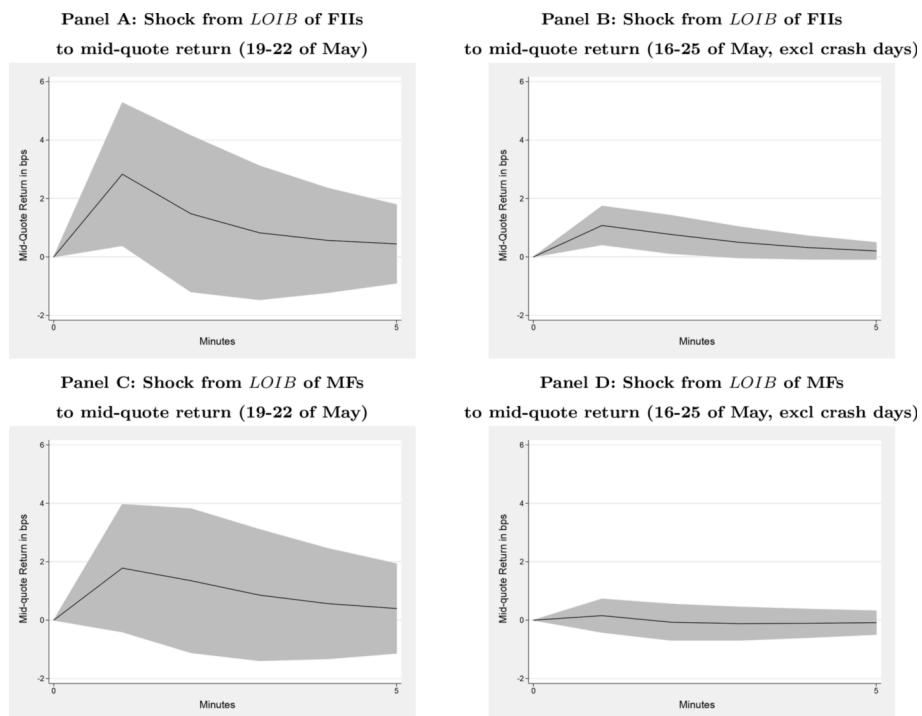 Panel A: Shock from LOIB of FIIs
to mid-quote return (19-22 of May)
Mid-Quote Return in bps
6
4
2
0
-2
0
5
Minutes
Panel B: Shock from LOIB of FIIs
to mid-quote return (16-25 of May, excl crash days)
Mid-Quote Return in bps
6
4
2
0
-2
0
5
Minutes
Panel C: Shock from LOIB of MFs
to mid-quote return (19-22 of May)
Mid-Quote Return in bps
6
4
2
0
-2
0
5
Minutes
Panel D: Shock from LOIB of MFs
to mid-quote return (16-25 of May, excl crash days)
Mid-Quote Return in bps
6
4
2
0
-2
0
5
Minutes